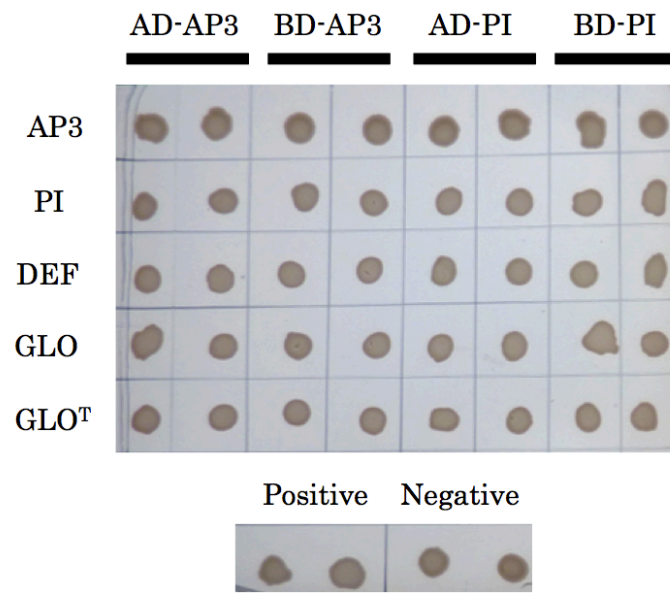 AD-AP3 BD-AP3 AD-PI BD-PI
AP3
PI
DEF
GLO
GLOᵀ
Positive Negative